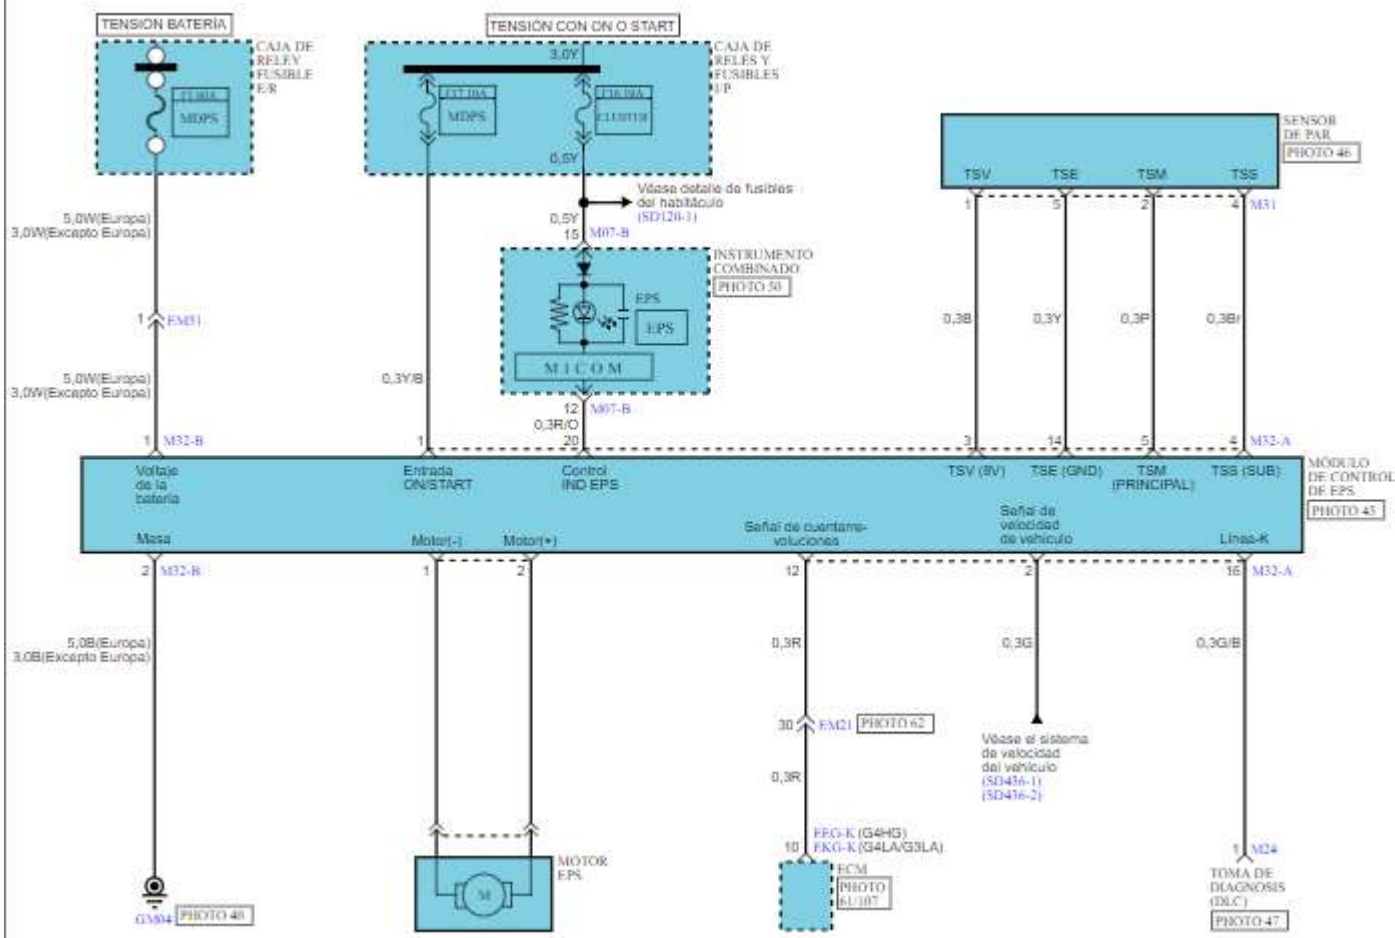 TENSIÓN BATERÍA
CAJA DE
RELÉ Y
FUSIBLE
E/R
MDPS
TENSIÓN CON ON O START
3,0Y
CAJA DE
RELÉS Y
FUSIBLES
I/P
F37 10A
MDPS
F16 10A
CLUSTER
0,5Y
Véase detalle de fusibles
del habitáculo
(SD120-1)
0,5Y
15 M07-B
INSTRUMENTO
COMBINADO
PHOTO 50
EPS
EPS
M I C O M
12 M07-B
0,3R/O
20
0,3Y/B
1
5,0W(Europa)
3,0W(Excepto Europa)
1 EM51
5,0W(Europa)
3,0W(Excepto Europa)
1 M32-B
SENSOR
DE PAR
PHOTO 46
TSV TSE TSM TSS
1 5 2 4 M31
0,3B 0,3Y 0,3P 0,3Br
3 14 5 4 M32-A
MÓDULO
DE CONTROL
DE EPS
PHOTO 45
Voltaje
de la
batería
Entrada
ON/START
Control
IND EPS
TSV (9V)
TSE (GND)
TSM
(PRINCIPAL)
TSS (SUB)
Masa
Motor(-)
Motor(+)
Señal de cuentarre-
voluciones
Señal de
velocidad
de vehículo
Línea-K
2 M32-B
1 2
12 2 16 M32-A
5,0B(Europa)
3,0B(Excepto Europa)
GM04 PHOTO 40
MOTOR
EPS
M
0,3R
30 EM21 PHOTO 62
0,3R
EEG-K (G4HG)
10 EKG-K (G4LA/G3LA)
ECM
PHOTO
61/107
0,3G
Véase el sistema
de velocidad
del vehículo
(SD436-1)
(SD436-2)
0,3G/B
1 M24
TOMA DE
DIAGNOSIS
(DLC)
PHOTO 47